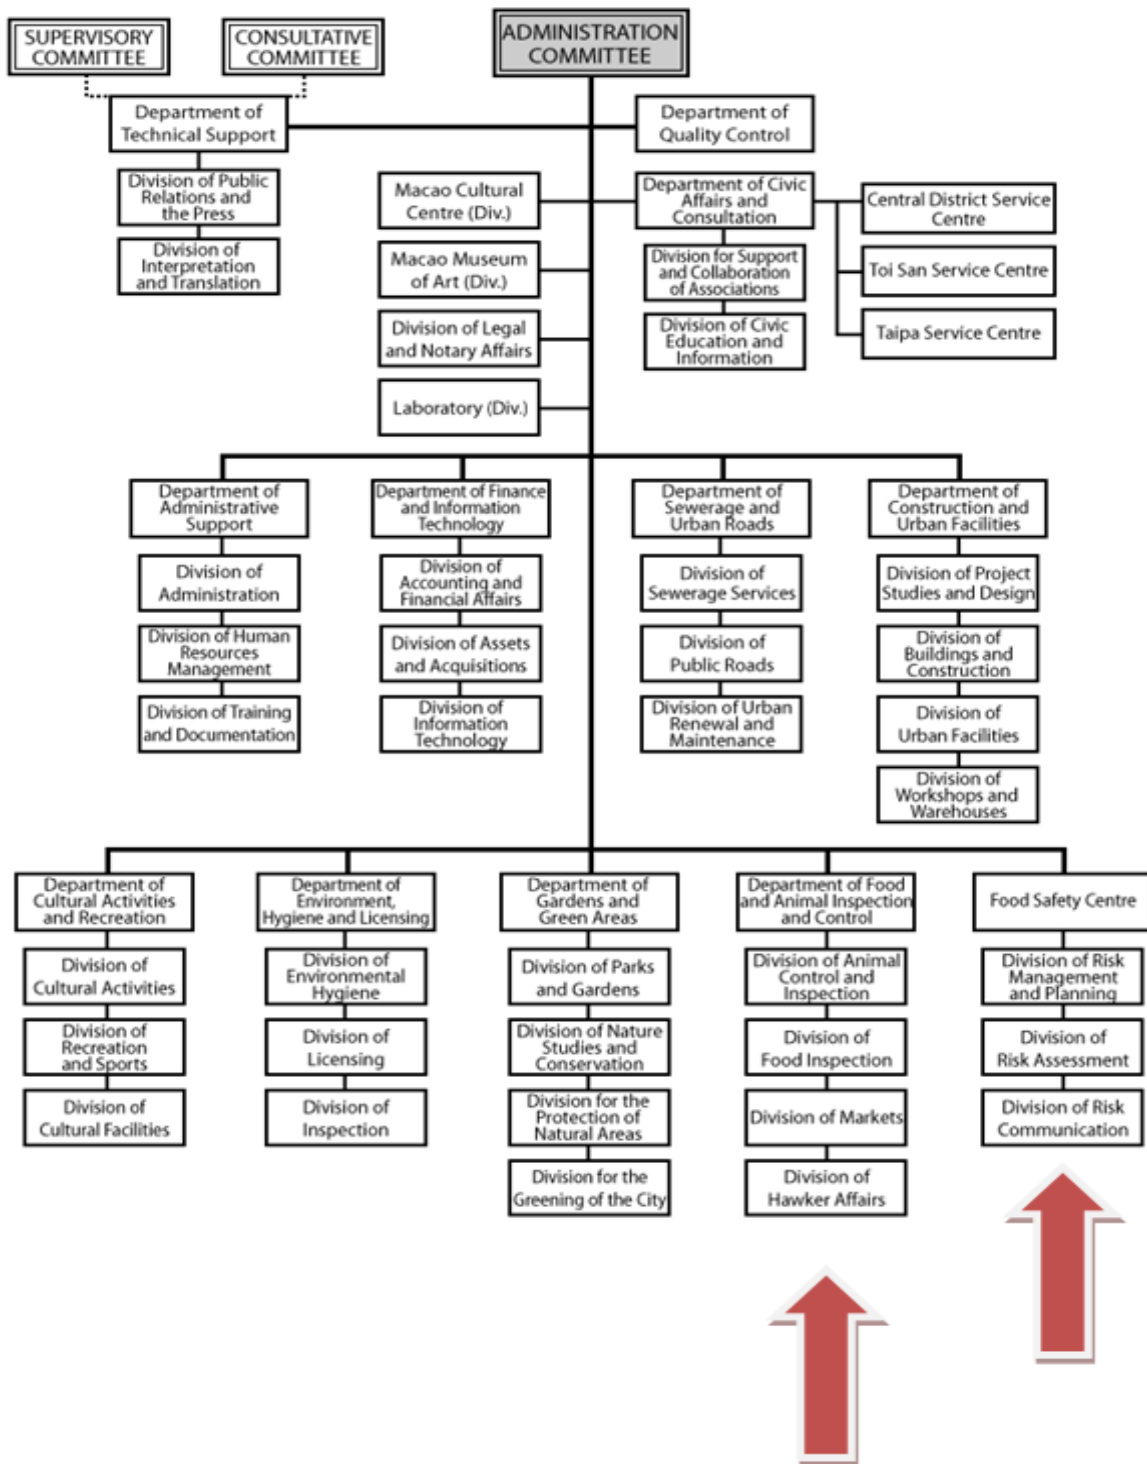 SUPERVISORY
COMMITTEE
CONSULTATIVE
COMMITTEE
ADMINISTRATION
COMMITTEE
Department of
Technical Support
Department of
Quality Control
Division of Public
Relations and
the Press
Division of
Interpretation
and Translation
Macao Cultural
Centre (Div.)
Macao Museum
of Art (Div.)
Division of Legal
and Notary Affairs
Laboratory (Div.)
Department of Civic
Affairs and
Consultation
Division for Support
and Collaboration
of Associations
Division of Civic
Education and
Information
Central District Service
Centre
Toi San Service Centre
Taipa Service Centre
Department of
Administrative
Support
Division of
Administration
Division of Human
Resources
Management
Division of Training
and Documentation
Department of Finance
and Information
Technology
Division of
Accounting and
Financial Affairs
Division of Assets
and Acquisitions
Division of
Information
Technology
Department of
Sewerage and
Urban Roads
Division of
Sewerage Services
Division of
Public Roads
Division of Urban
Renewal and
Maintenance
Department of
Construction and
Urban Facilities
Division of Project
Studies and Design
Division of
Buildings and
Construction
Division of
Urban Facilities
Division of
Workshops and
Warehouses
Department of
Cultural Activities
and Recreation
Division of
Cultural Activities
Division of
Recreation
and Sports
Division of
Cultural Facilities
Department of
Environment,
Hygiene and Licensing
Division of
Environmental
Hygiene
Division of
Licensing
Division of
Inspection
Department of
Gardens and
Green Areas
Division of Parks
and Gardens
Division of Nature
Studies and
Conservation
Division for the
Protection of
Natural Areas
Division for the
Greening of the City
Department of Food
and Animal Inspection
and Control
Division of Animal
Control and
Inspection
Division of
Food Inspection
Division of Markets
Division of
Hawker Affairs
Food Safety Centre
Division of Risk
Management
and Planning
Division of
Risk Assessment
Division of Risk
Communication